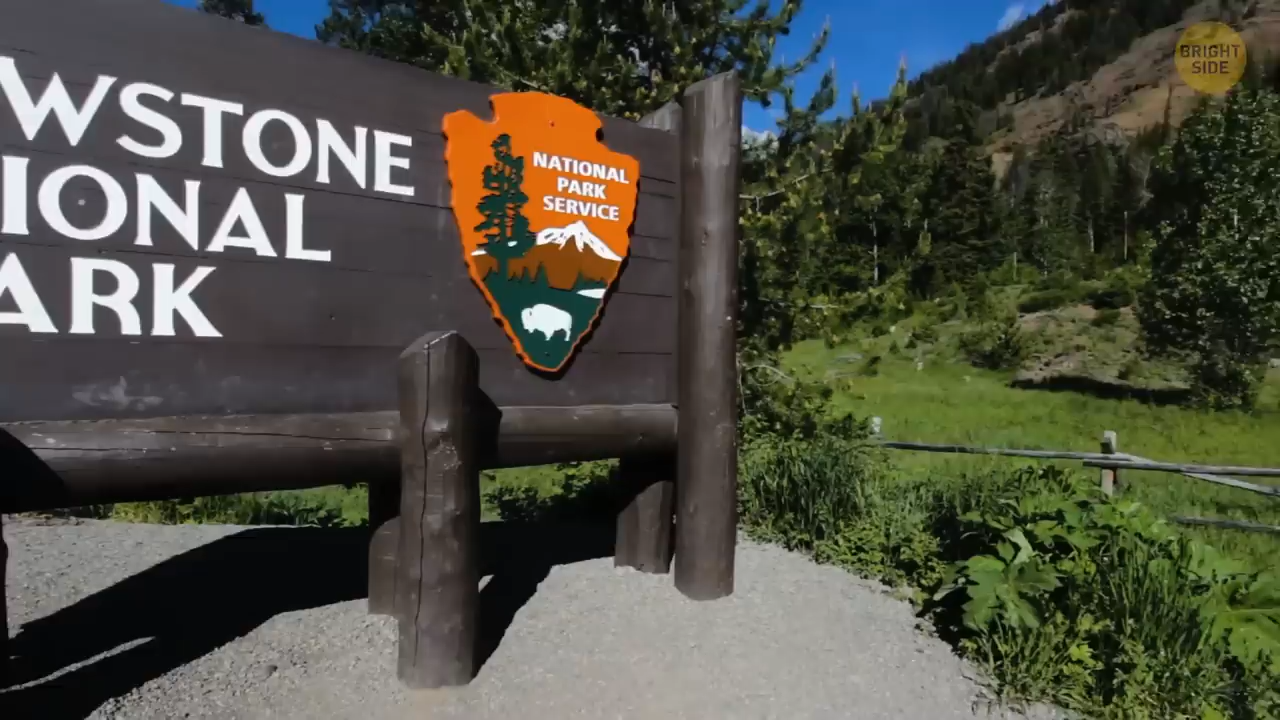 WSTONE
IONAL
ARK
NATIONAL
PARK
SERVICE
BRIGHT
SIDE